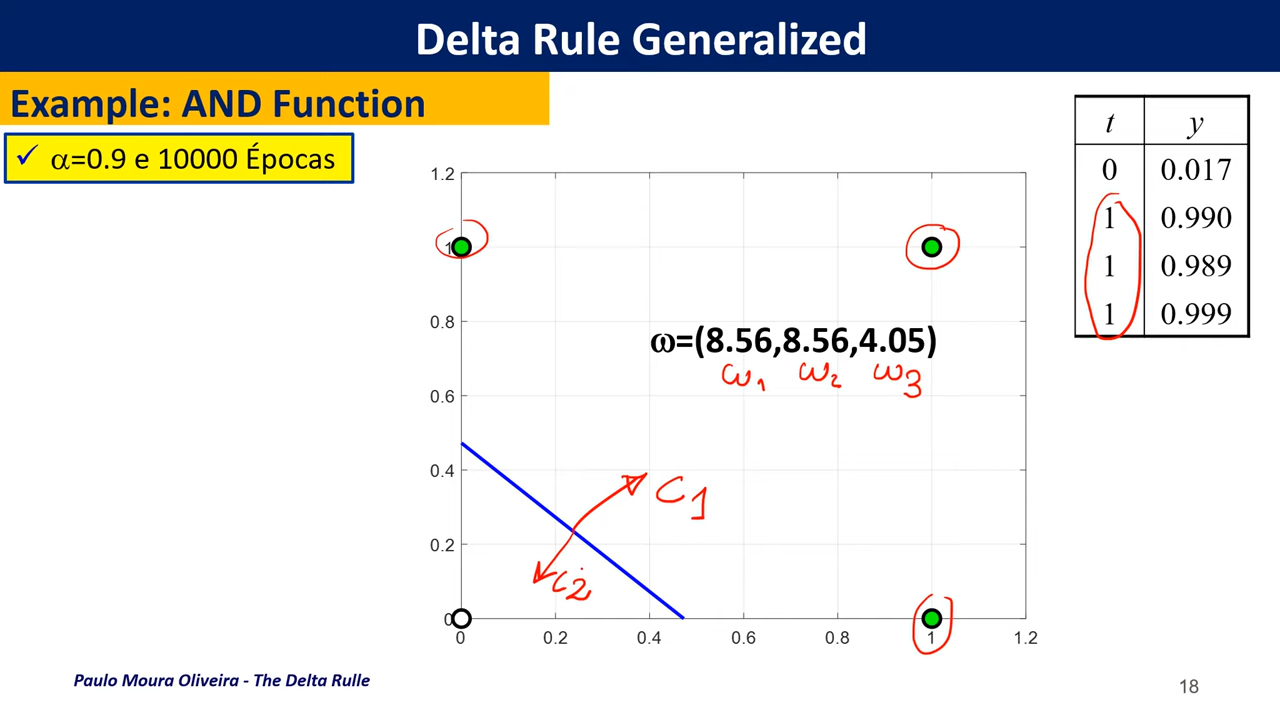 Delta Rule Generalized
Example: AND Function
✓ α=0.9 e 10000 Épocas
t y
0 0.017
1 0.990
1 0.989
1 0.999
1.2
1
0.8
ω=(8.56,8.56,4.05)
ω1 ω2 ω3
0.6
0.4
C1
0.2
C2
0
0 0.2 0.4 0.6 0.8 1 1.2
Paulo Moura Oliveira - The Delta Rulle
18